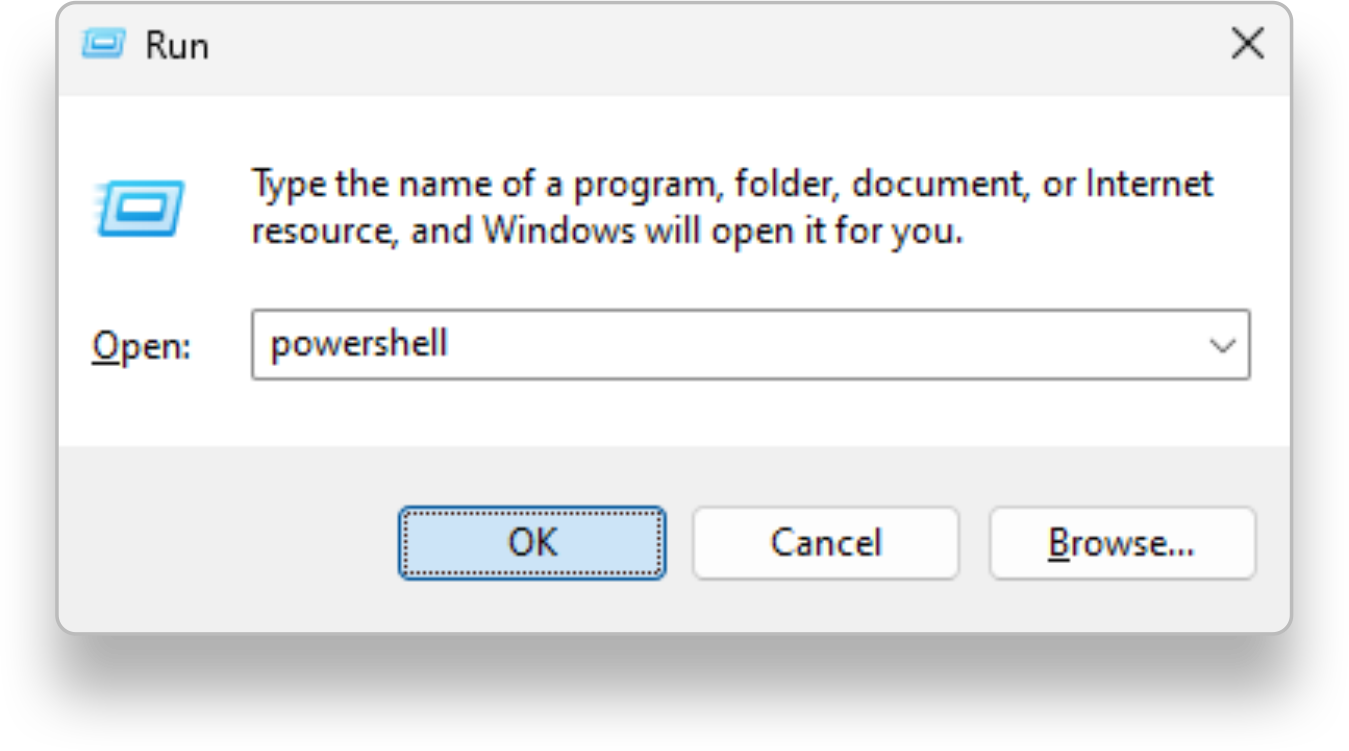 Run
Type the name of a program, folder, document, or Internet
resource, and Windows will open it for you.
Open: powershell
OK Cancel Browse...